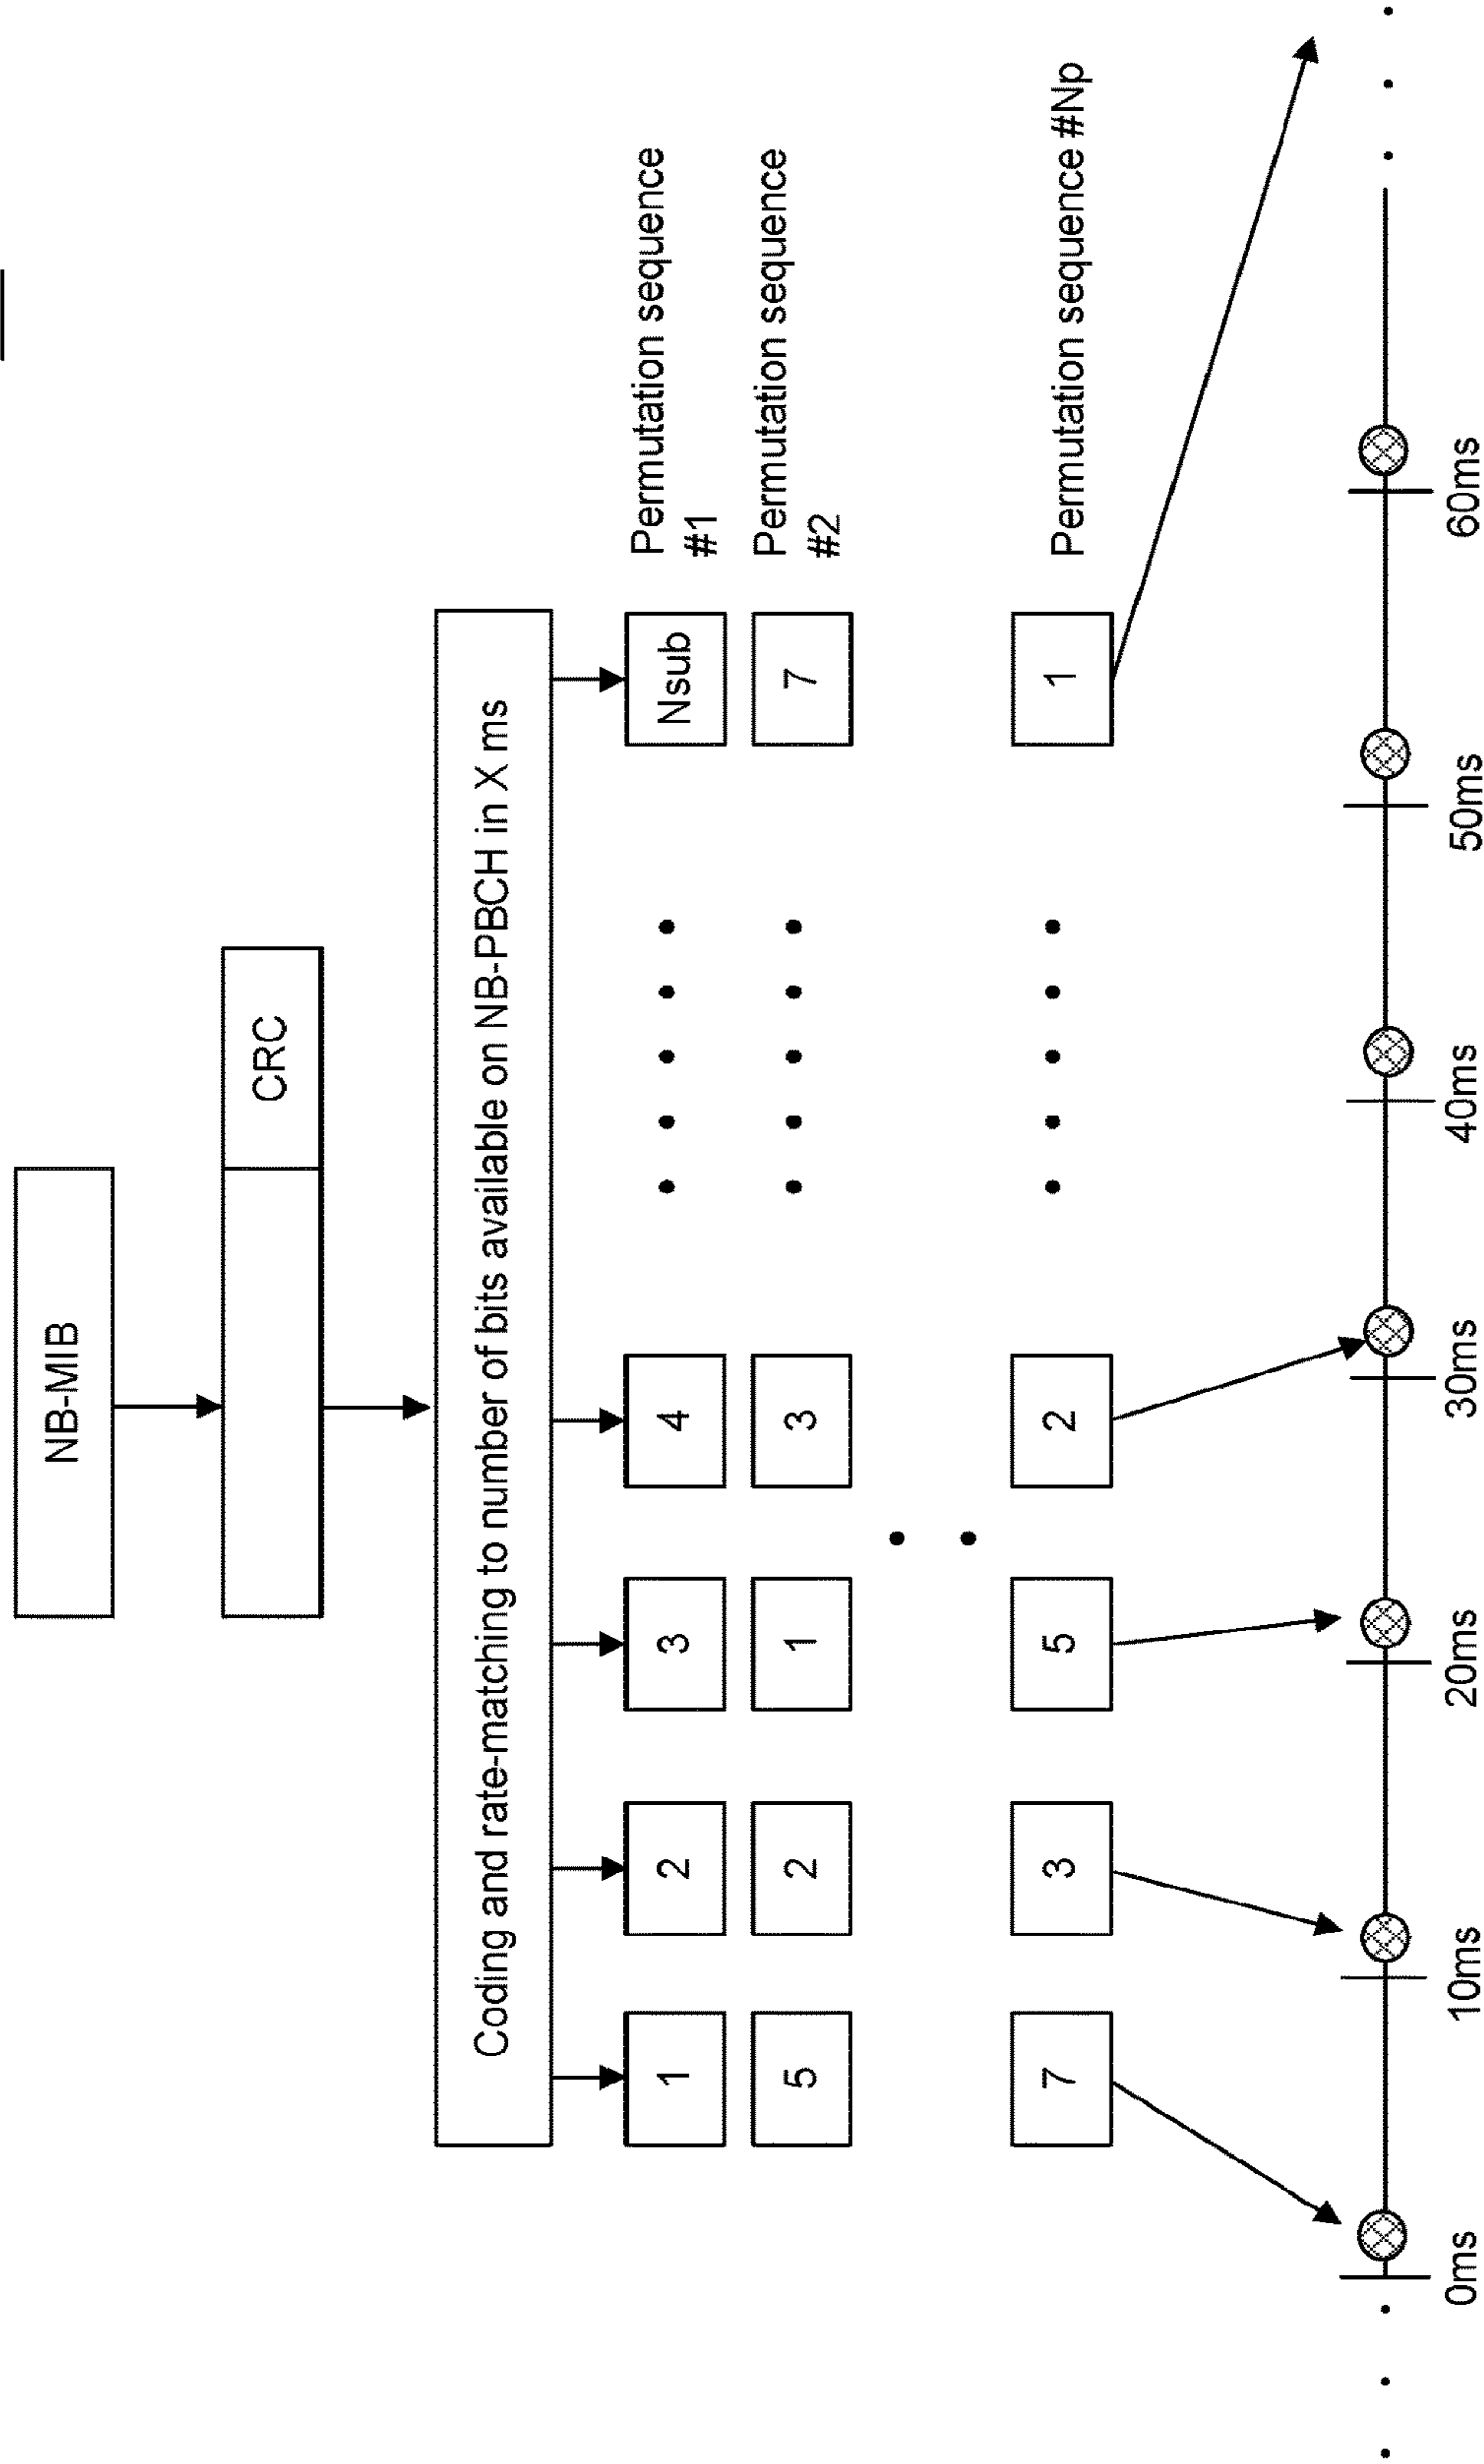 NB-MIB
CRC
Coding and rate-matching to number of bits available on NB-PBCH in X ms
1 2 3 4 Nsub Permutation sequence
#1
5 2 1 3 7 Permutation sequence
#2
7 3 5 2 1 Permutation sequence #Np
0ms 10ms 20ms 30ms 40ms 50ms 60ms